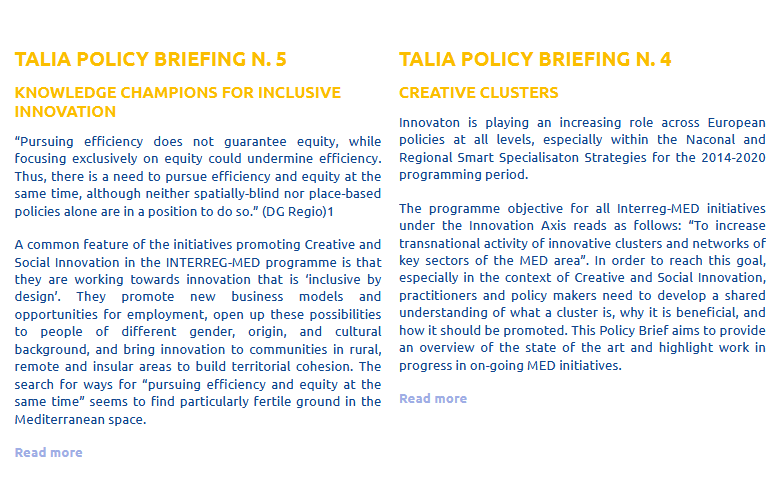 TALIA POLICY BRIEFING N. 5
KNOWLEDGE CHAMPIONS FOR INCLUSIVE
INNOVATION
“Pursuing efficiency does not guarantee equity, while
focusing exclusively on equity could undermine efficiency.
Thus, there is a need to pursue efficiency and equity at the
same time, although neither spatially-blind nor place-based
policies alone are in a position to do so.” (DG Regio)1
A common feature of the initiatives promoting Creative and
Social Innovation in the INTERREG-MED programme is that
they are working towards innovation that is ‘inclusive by
design’. They promote new business models and
opportunities for employment, open up these possibilities
to people of different gender, origin, and cultural
background, and bring innovation to communities in rural,
remote and insular areas to build territorial cohesion. The
search for ways for “pursuing efficiency and equity at the
same time” seems to find particularly fertile ground in the
Mediterranean space.
Read more
TALIA POLICY BRIEFING N. 4
CREATIVE CLUSTERS
Innovaton is playing an increasing role across European
policies at all levels, especially within the Naconal and
Regional Smart Specialisaton Strategies for the 2014-2020
programming period.
The programme objective for all Interreg-MED initiatives
under the Innovation Axis reads as follows: “To increase
transnational activity of innovative clusters and networks of
key sectors of the MED area”. In order to reach this goal,
especially in the context of Creative and Social Innovation,
practitioners and policy makers need to develop a shared
understanding of what a cluster is, why it is beneficial, and
how it should be promoted. This Policy Brief aims to provide
an overview of the state of the art and highlight work in
progress in on-going MED initiatives.
Read more